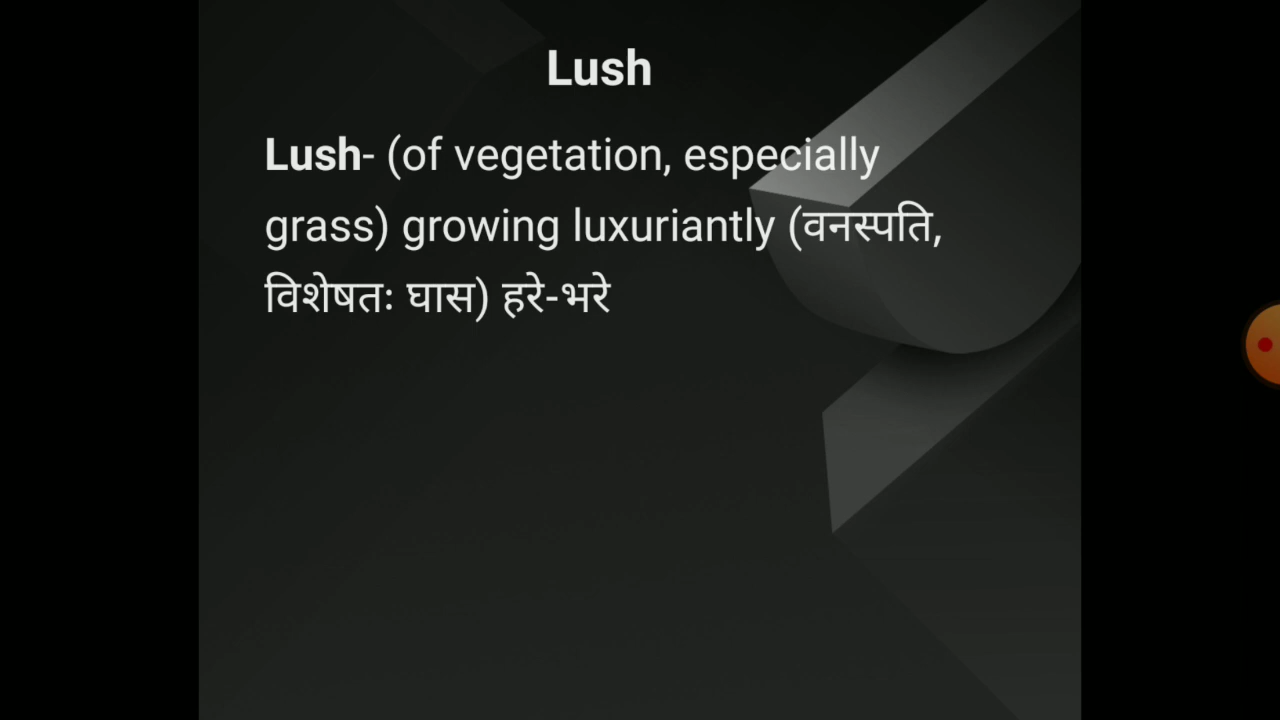 Lush
Lush- (of vegetation, especially
grass) growing luxuriantly (वनस्पति,
विशेषतः घास) हरे-भरे